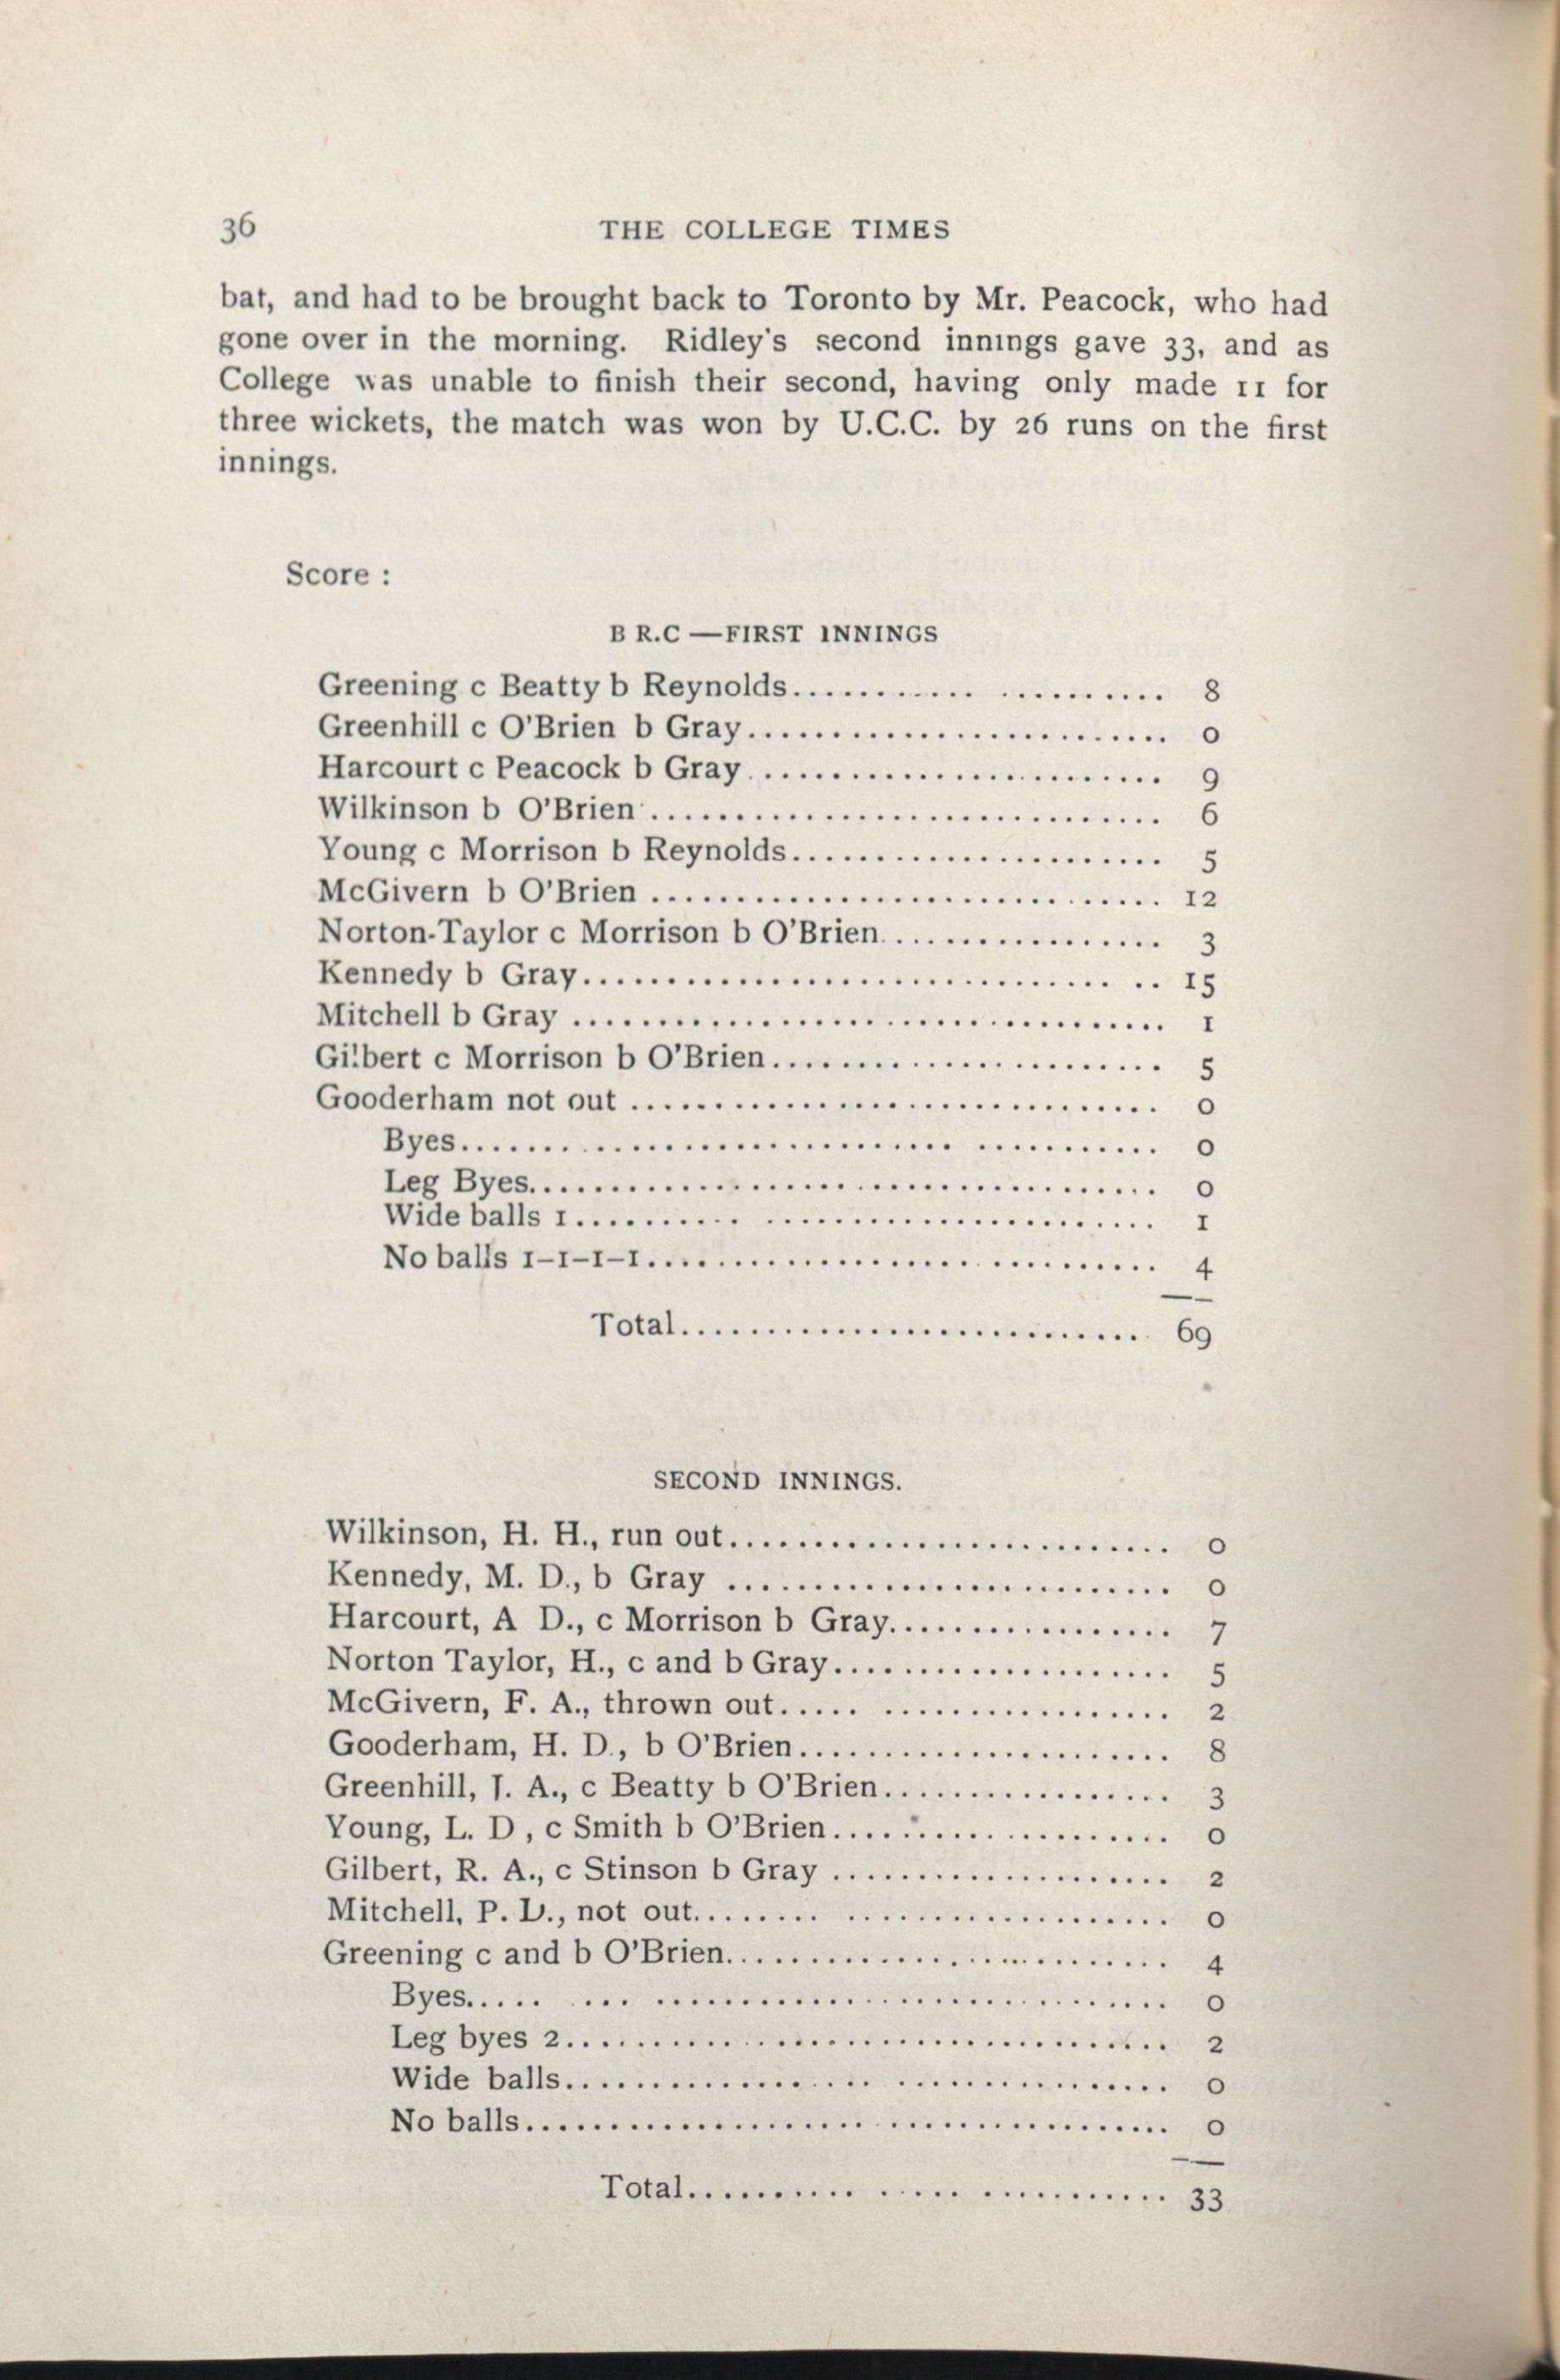 36 THE COLLEGE TIMES
bat, and had to be brought back to Toronto by Mr. Peacock, who had
gone over in the morning. Ridley's second innings gave 33, and as
College was unable to finish their second, having only made 11 for
three wickets, the match was won by U.C.C. by 26 runs on the first
innings.
Score :
B R.C —FIRST INNINGS
Greening c Beatty b Reynolds........................ 8
Greenhill c O'Brien b Gray........................ 0
Harcourt c Peacock b Gray........................ 9
Wilkinson b O'Brien........................ 6
Young c Morrison b Reynolds........................ 5
McGivern b O'Brien........................ 12
Norton-Taylor c Morrison b O'Brien........................ 3
Kennedy b Gray........................ 15
Mitchell b Gray........................ 1
Gilbert c Morrison b O'Brien........................ 5
Gooderham not out........................ 0
Byes........................ 0
Leg Byes........................ 0
Wide balls 1........................ 1
No balls 1–1–1–1........................ 4
Total........................ 69
SECOND INNINGS.
Wilkinson, H. H., run out........................ 0
Kennedy, M. D., b Gray........................ 0
Harcourt, A D., c Morrison b Gray........................ 7
Norton Taylor, H., c and b Gray........................ 5
McGivern, F. A., thrown out........................ 2
Gooderham, H. D., b O'Brien........................ 8
Greenhill, J. A., c Beatty b O'Brien........................ 3
Young, L. D , c Smith b O'Brien........................ 0
Gilbert, R. A., c Stinson b Gray........................ 2
Mitchell, P. L., not out........................ 0
Greening c and b O'Brien........................ 4
Byes........................ 0
Leg byes 2........................ 2
Wide balls........................ 0
No balls........................ 0
Total........................ 33